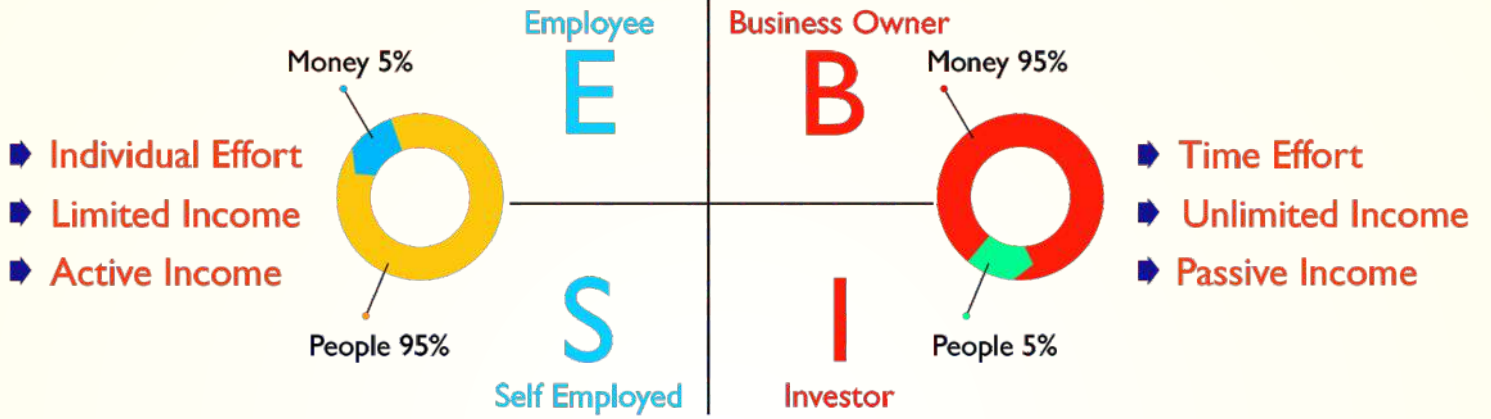 Employee
E
Business Owner
B
Money 5%
Money 95%
Individual Effort
Limited Income
Active Income
Time Effort
Unlimited Income
Passive Income
People 95%
S
Self Employed
I
Investor
People 5%